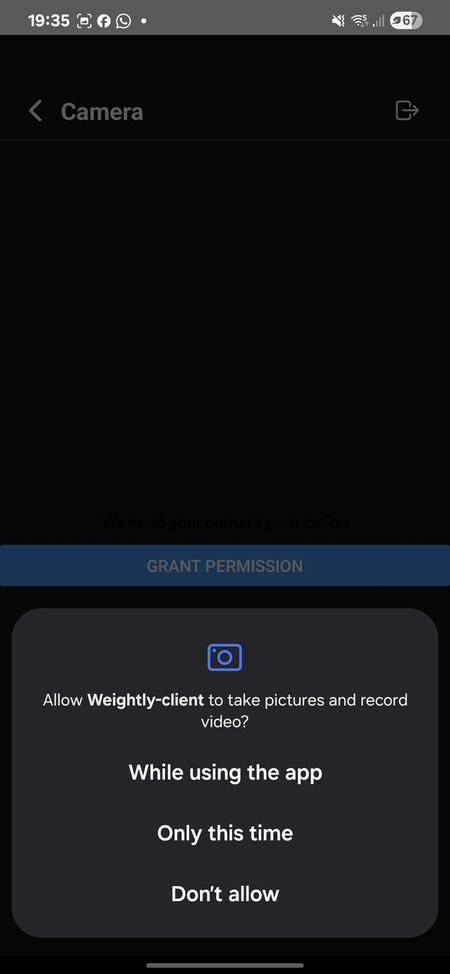 19:35
67
Camera
We need your camera permission
GRANT PERMISSION
Allow Weightly-client to take pictures and record
video?
While using the app
Only this time
Don't allow